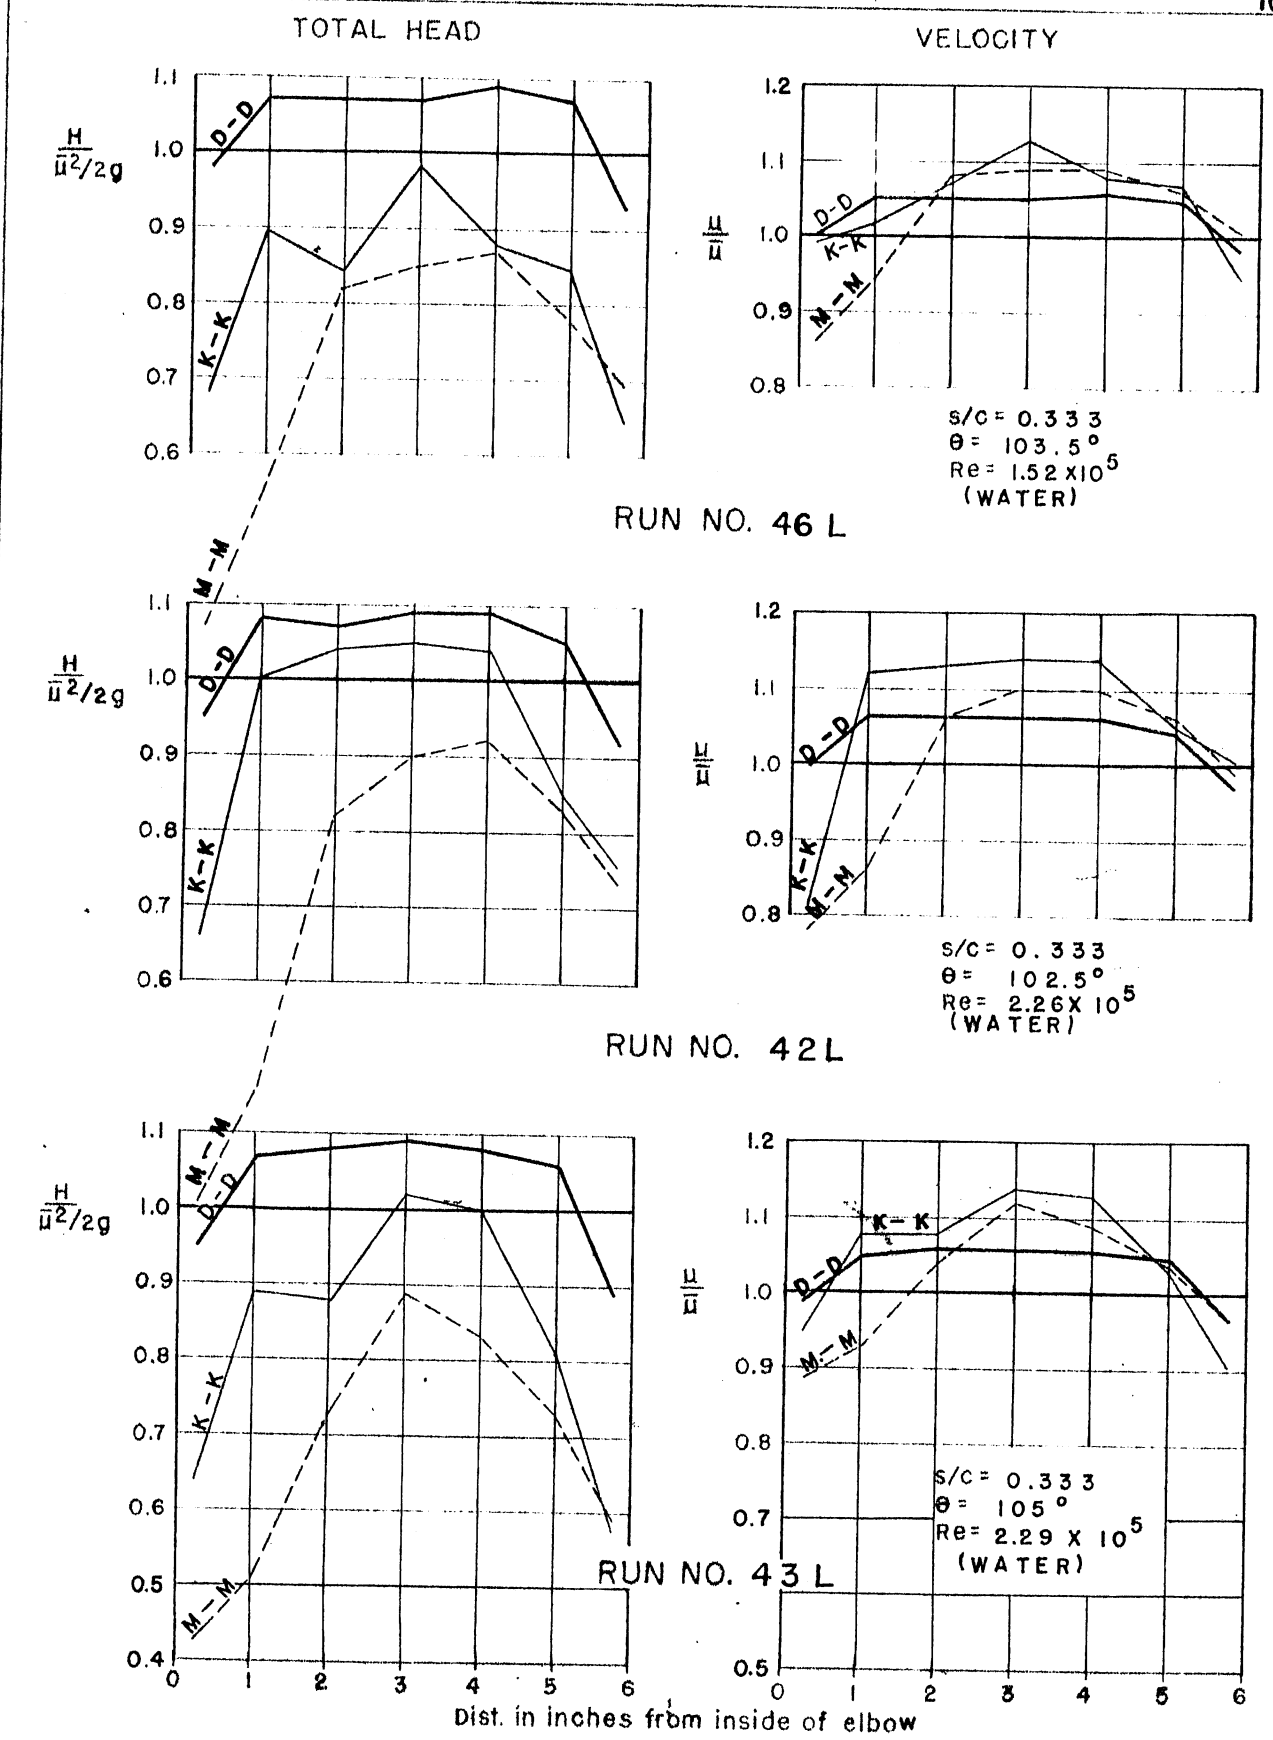 TOTAL HEAD
VELOCITY
1.1
1.0
0.9
0.8
0.7
0.6
H
μ̄²/2g
D-D
K-K
M-M
1.2
1.1
1.0
0.9
0.8
μ
μ̄
D-D
K-K
M-M
S/C= 0.333
θ= 103.5°
Re= 1.52 X10⁵
(WATER)
RUN NO. 46 L
1.1
1.0
0.9
0.8
0.7
0.6
H
μ̄²/2g
D-D
K-K
M-M
1.2
1.1
1.0
0.9
0.8
μ
μ̄
D-D
K-K
M-M
S/C= 0.333
θ= 102.5°
Re= 2.26X 10⁵
(WATER)
RUN NO. 42L
1.1
1.0
0.9
0.8
0.7
0.6
0.5
0.4
H
μ̄²/2g
D-D
K-K
M-M
0 1 2 3 4 5 6
1.2
1.1
1.0
0.9
0.8
0.7
0.5
μ
μ̄
K-K
D-D
M-M
S/C= 0.333
θ= 105°
Re= 2.29 X 10⁵
(WATER)
RUN NO. 43 L
0 1 2 3 4 5 6
Dist. in inches from inside of elbow